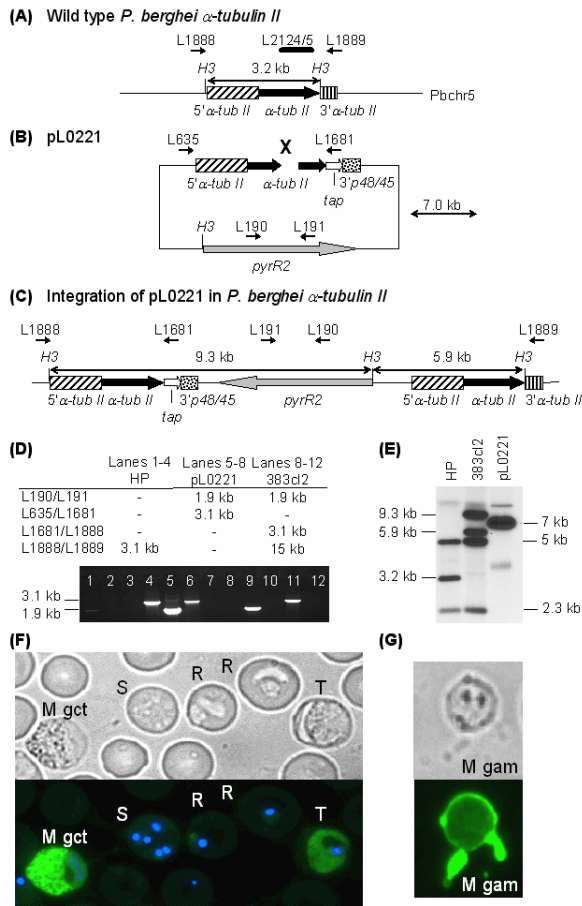 (A) Wild type P. berghei α-tubulin II
L1888 L2124/5 L1889
H3 3.2 kb H3
Pbchr5
5'α-tub II α-tub II 3'α-tub II
(B) pL0221
L635 X L1681
5'α-tub II α-tub II 3'p48/45
tap
7.0 kb
H3 L190 L191
pyrR2
(C) Integration of pL0221 in P. berghei α-tubulin II
L1888 L1681 L191 L190 L1889
H3 9.3 kb H3 5.9 kb H3
5'α-tub II α-tub II 3'p48/45 pyrR2 5'α-tub II α-tub II 3'α-tub II
tap
(D) Lanes 1-4 Lanes 5-8 Lanes 8-12
HP pL0221 383cl2
L190/L191 - 1.9 kb 1.9 kb
L635/L1681 - 3.1 kb -
L1681/L1888 - - 3.1 kb
L1888/L1889 3.1 kb - 15 kb
1 2 3 4 5 6 7 8 9 10 11 12
3.1 kb
1.9 kb
(E)
HP 383cl2 pL0221
9.3 kb
7 kb
5.9 kb
5 kb
3.2 kb
2.3 kb
(F)
M gct S R R T
M gct S R R T
(G)
M gam
M gam